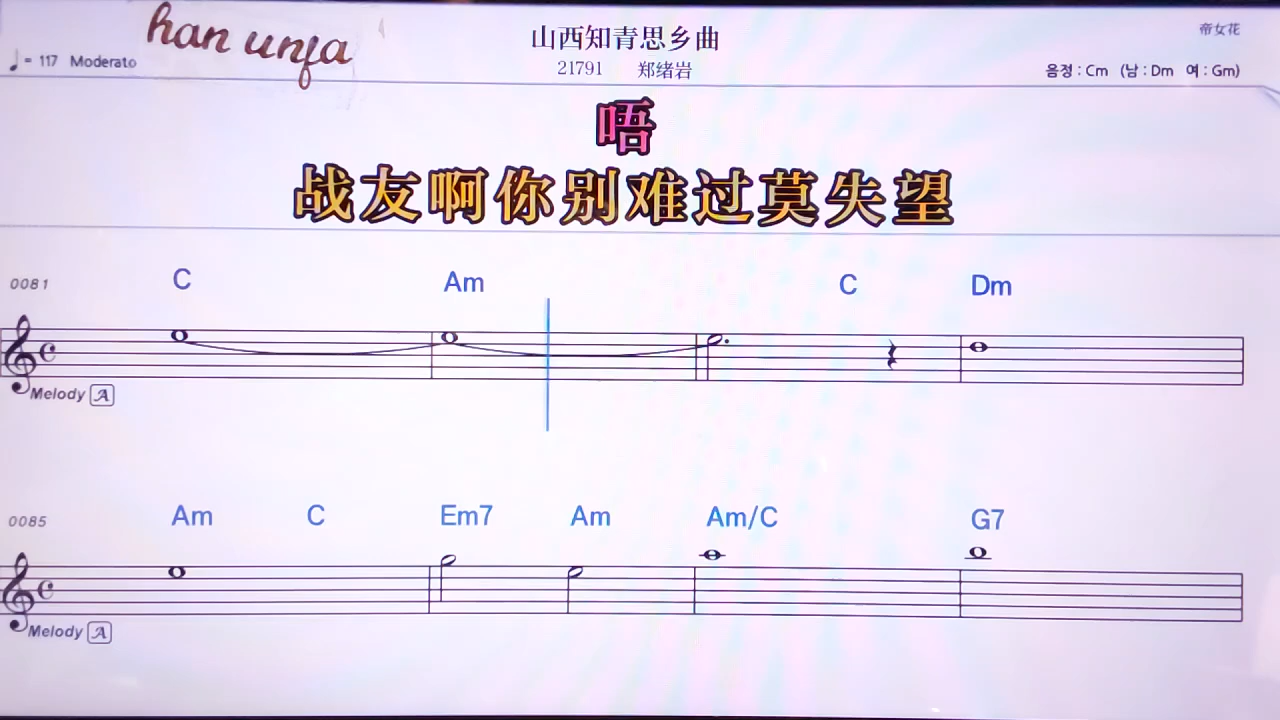 han unfa
山西知青思乡曲
帝女花
♩= 117 Moderato
21791 郑绪岩
음정 : Cm (남 : Dm 여 : Gm)
唔
战友啊你别难过莫失望
0081
C Am C Dm
Melody A
0085
Am C Em7 Am Am/C G7
Melody A